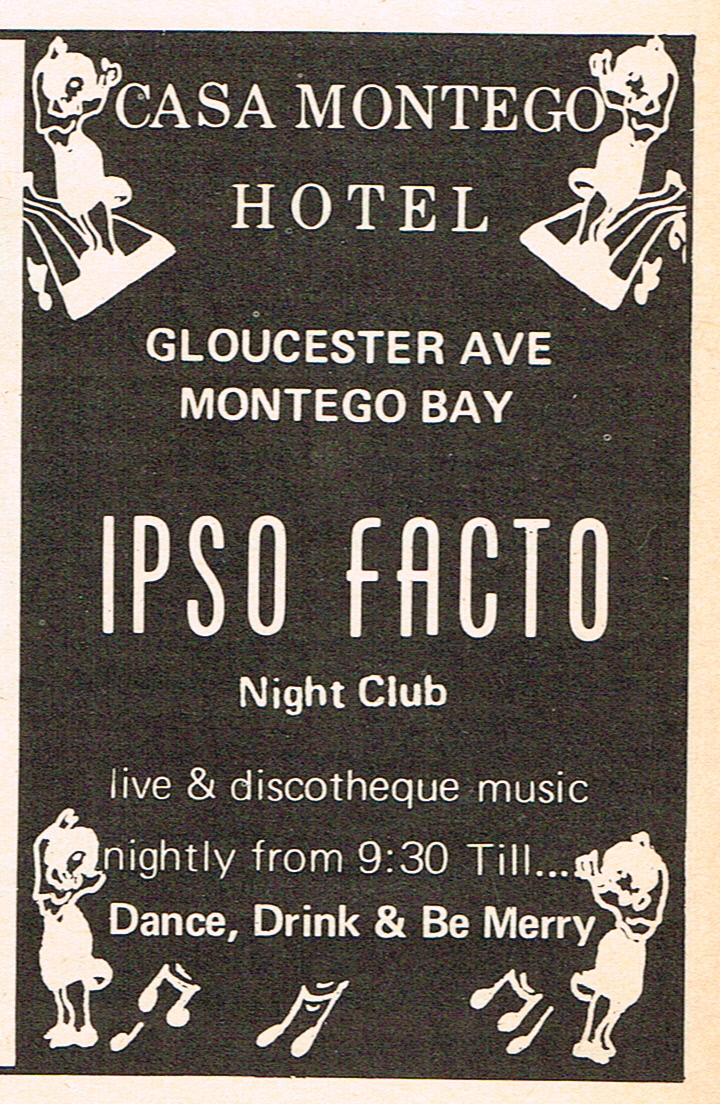 CASA MONTEGO
HOTEL
GLOUCESTER AVE
MONTEGO BAY
IPSO FACTO
Night Club
live & discotheque music
nightly from 9:30 Till....
Dance, Drink & Be Merry